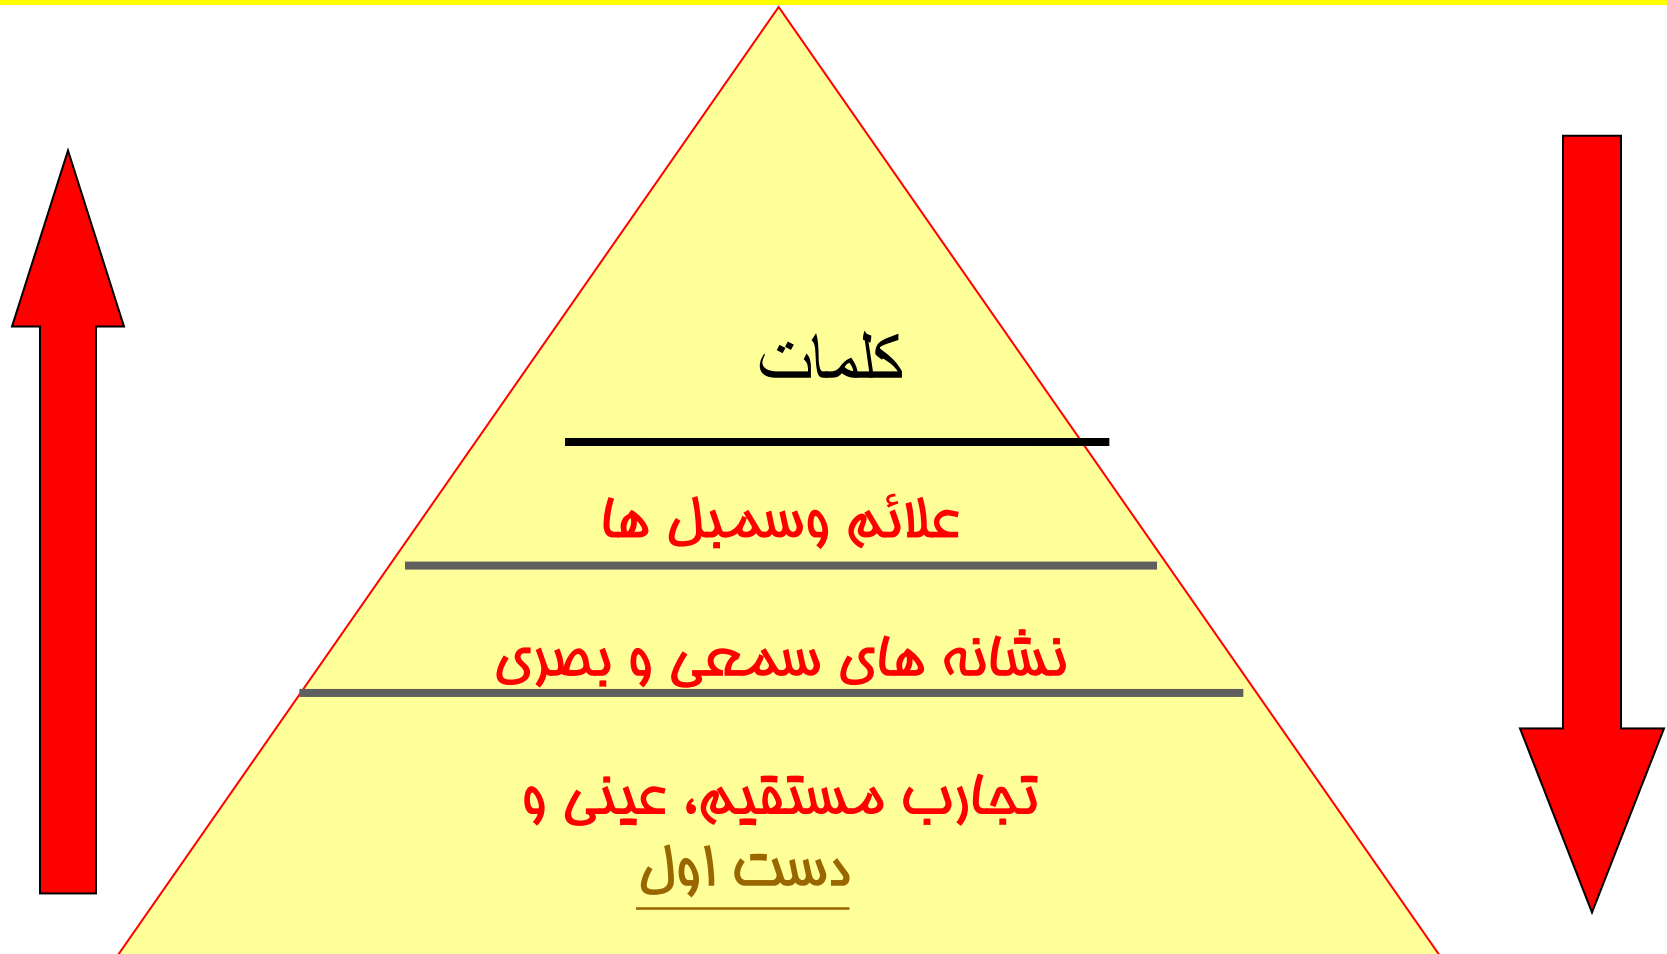 کلمات
علائم وسمبل ها
نشانه های سمعی و بصری
تجارب مستقیم، عینی و
دست اول